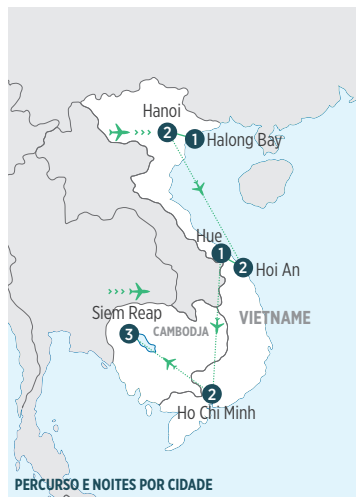 Hanoi
2
1 Halong Bay
Hue
1
2 Hoi An
Siem Reap
3
CAMBODJA
VIETNAME
2
Ho Chi Minh
PERCURSO E NOITES POR CIDADE